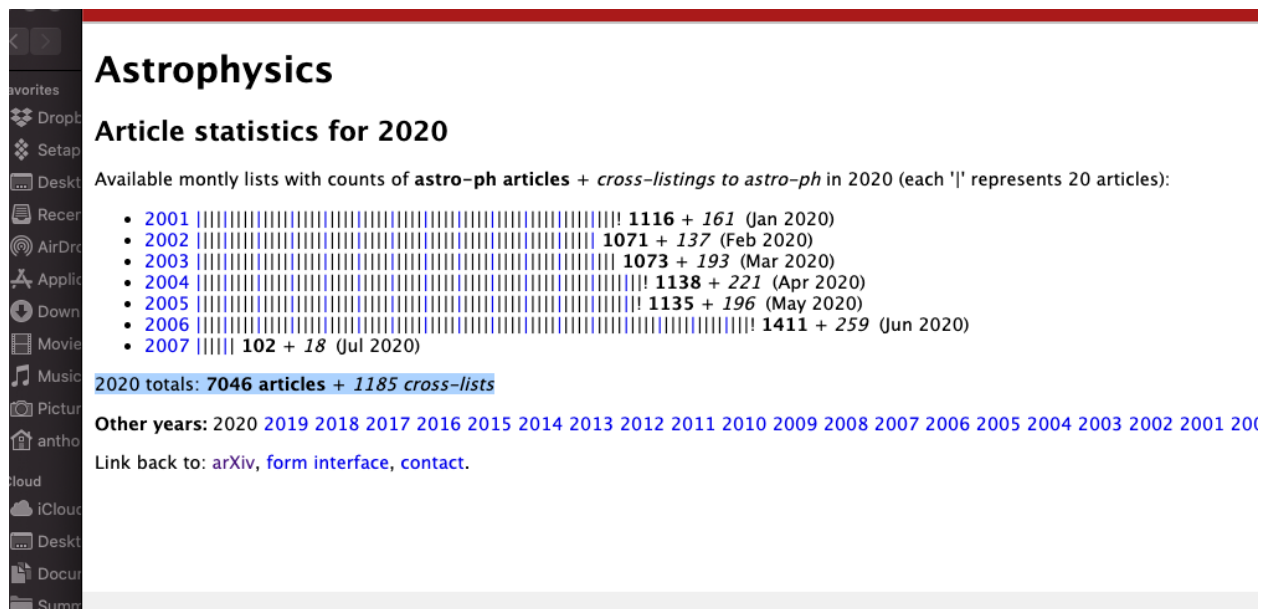 Astrophysics
Article statistics for 2020
Available montly lists with counts of astro-ph articles + cross-listings to astro-ph in 2020 (each '|' represents 20 articles):
• 2001 |||||||||||||||||||||||||||||||||||||||||||||||||||||||||||||||! 1116 + 161 (Jan 2020)
• 2002 |||||||||||||||||||||||||||||||||||||||||||||||||||||||||||| 1071 + 137 (Feb 2020)
• 2003 ||||||||||||||||||||||||||||||||||||||||||||||||||||||||||||||| 1073 + 193 (Mar 2020)
• 2004 |||||||||||||||||||||||||||||||||||||||||||||||||||||||||||||||||||! 1138 + 221 (Apr 2020)
• 2005 ||||||||||||||||||||||||||||||||||||||||||||||||||||||||||||||||||! 1135 + 196 (May 2020)
• 2006 |||||||||||||||||||||||||||||||||||||||||||||||||||||||||||||||||||||||||||||||||||! 1411 + 259 (Jun 2020)
• 2007 |||||| 102 + 18 (Jul 2020)
2020 totals: 7046 articles + 1185 cross-lists
Other years: 2020 2019 2018 2017 2016 2015 2014 2013 2012 2011 2010 2009 2008 2007 2006 2005 2004 2003 2002 2001 200
Link back to: arXiv, form interface, contact.
avorites
Dropb
Setap
Deskt
Recen
AirDro
Applic
Down
Movie
Music
Pictur
antho
Cloud
iCloud
Deskt
Docum
Summ